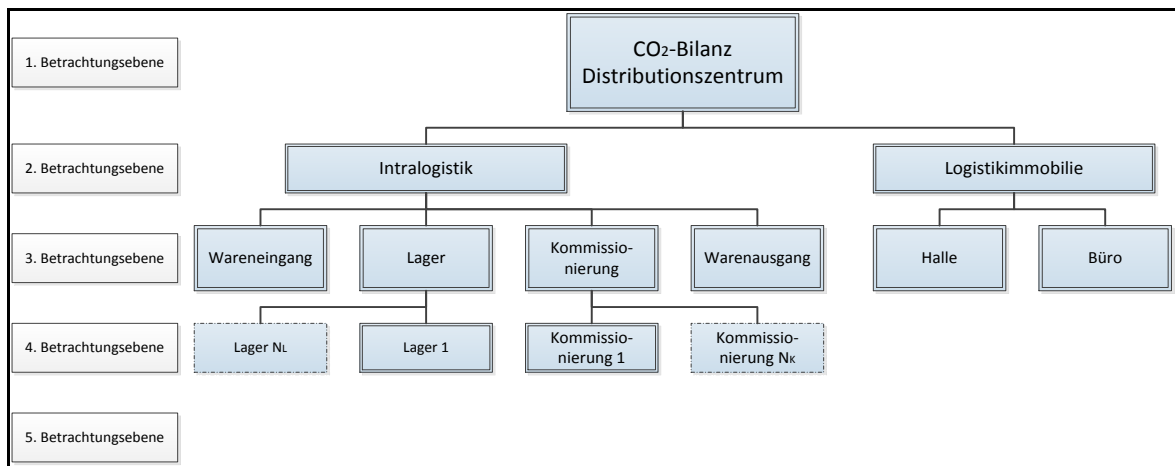 1. Betrachtungsebene
CO₂-Bilanz
Distributionszentrum
2. Betrachtungsebene
Intralogistik
Logistikimmobilie
3. Betrachtungsebene
Wareneingang
Lager
Kommissio-
nierung
Warenausgang
Halle
Büro
4. Betrachtungsebene
Lager NL
Lager 1
Kommissio-
nierung 1
Kommissio-
nierung NK
5. Betrachtungsebene